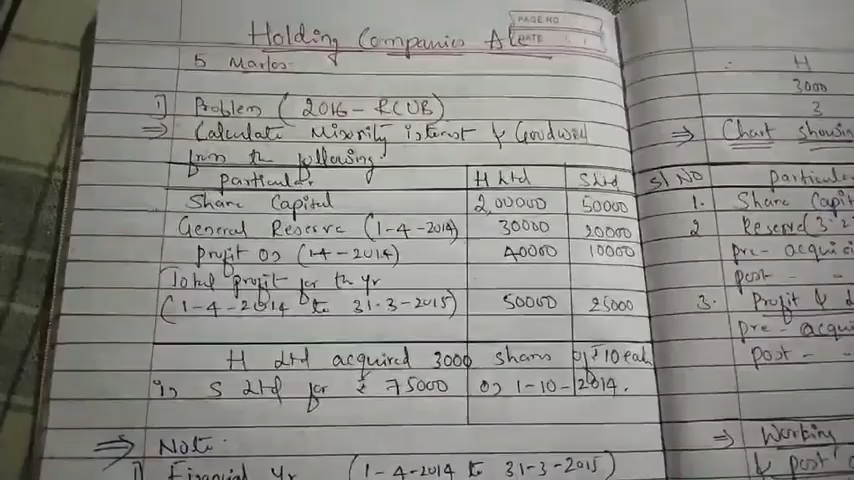 Holding Companies A/c
PAGE NO
DATE
5 Marks.
1) Problem (2016 - RCUB)
⇒ Calculate Minority interest & Goodwill
from the following.
Particular H Ltd S Ltd
Share Capital 2,00000 50000
General Reserve (1-4-2014) 30000 20000
profit on (1-4-2014) 40000 10000
Total profit for the yr
(1-4-2014 to 31-3-2015) 50000 25000
H Ltd acquired 3000 shares of ₹ 10 each
in S Ltd for ₹ 75000 on 1-10-2014.
⇒ Note:
1) Financial Yr (1-4-2014 to 31-3-2015)
H
3000
3
⇒ Chart showing
Sl NO particular
1. Share Capit
2 Reserve (
pre - acquisi
post - -
3. Profit &
pre - acqui
post - -
⇒ Working
& post